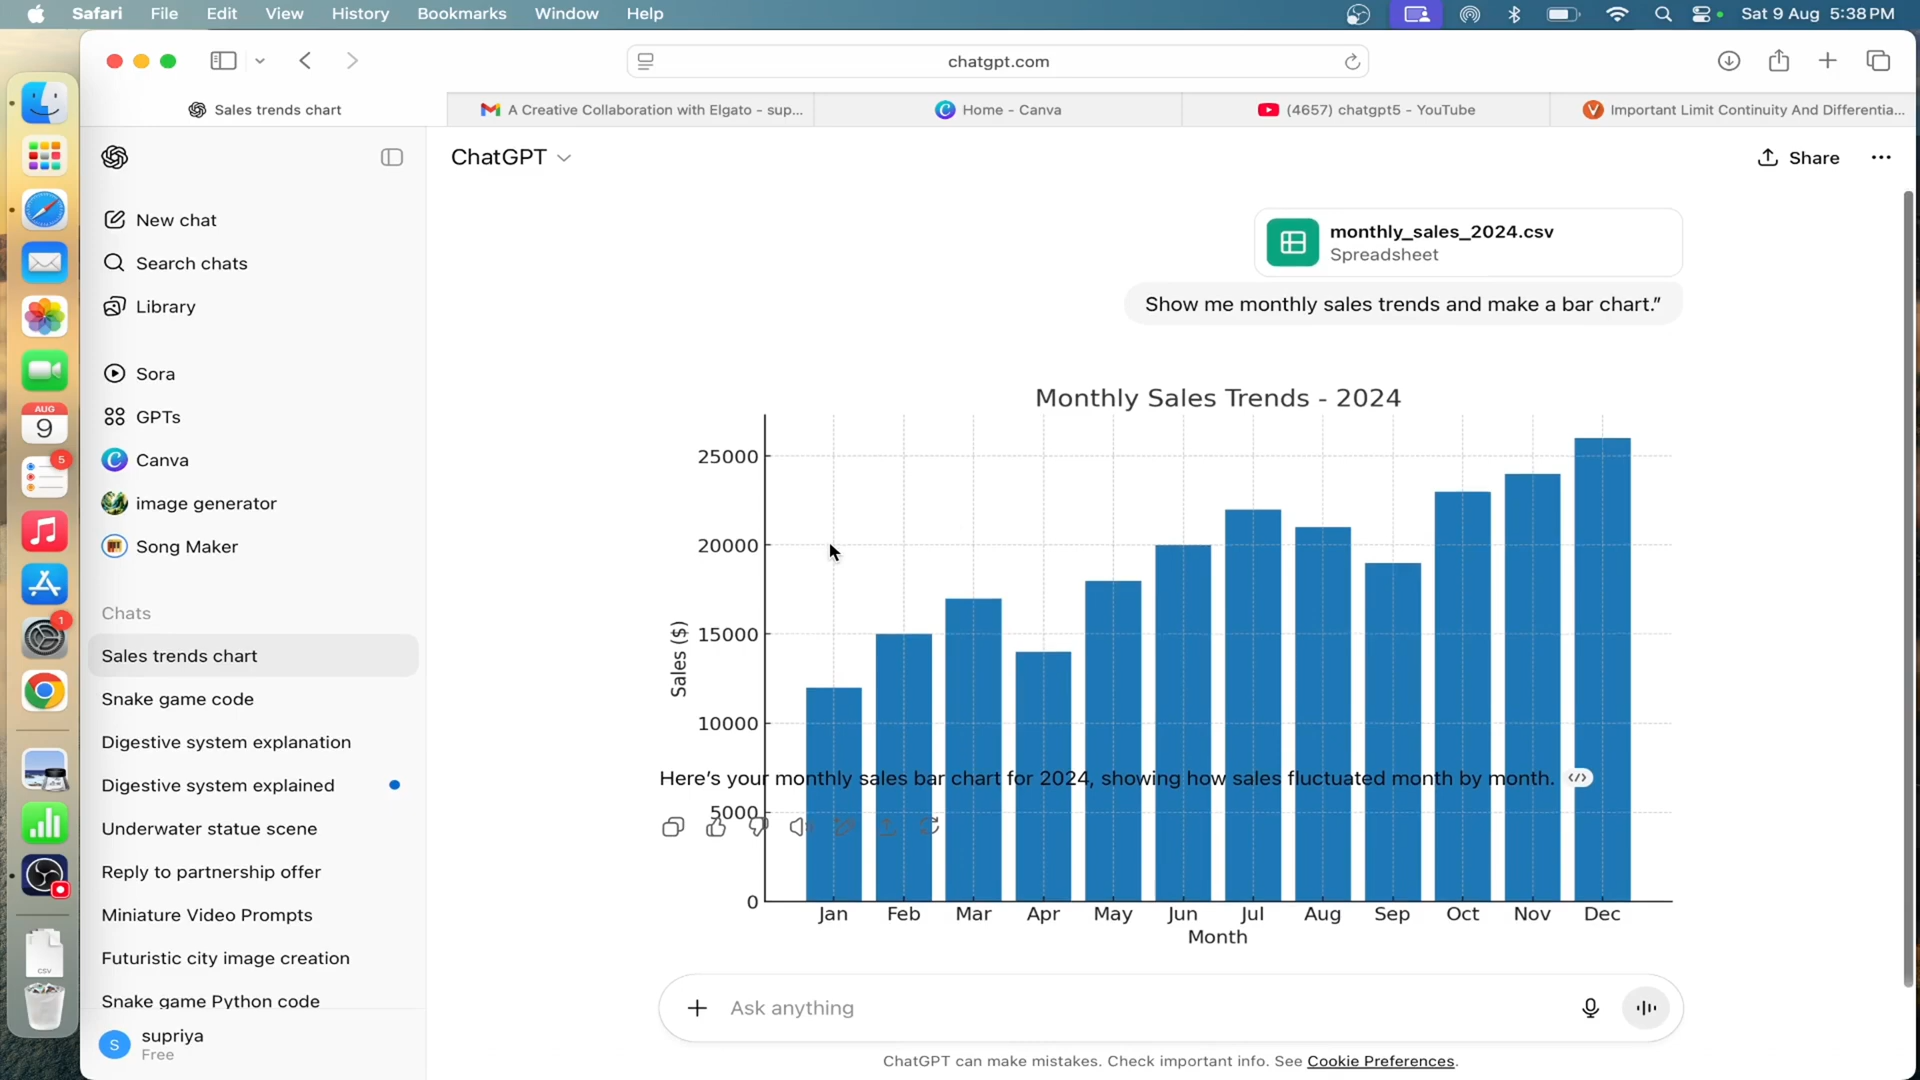 Safari File Edit View History Bookmarks Window Help Sat 9 Aug 5:38 PM
chatgpt.com
Sales trends chart
A Creative Collaboration with Elgato - sup...
Home - Canva
(4657) chatgpt5 - YouTube
Important Limit Continuity And Differentia...
ChatGPT
Share
New chat
Search chats
Library
Sora
GPTs
Canva
image generator
Song Maker
Chats
Sales trends chart
Snake game code
Digestive system explanation
Digestive system explained
Underwater statue scene
Reply to partnership offer
Miniature Video Prompts
Futuristic city image creation
Snake game Python code
S
supriya
Free
AUG
9
5
1
CSV
monthly_sales_2024.csv
Spreadsheet
Show me monthly sales trends and make a bar chart.”
Monthly Sales Trends - 2024
25000
20000
15000
10000
5000
0
Sales ($)
Jan Feb Mar Apr May Jun Jul Aug Sep Oct Nov Dec
Month
Here’s your monthly sales bar chart for 2024, showing how sales fluctuated month by month.
Ask anything
ChatGPT can make mistakes. Check important info. See Cookie Preferences.